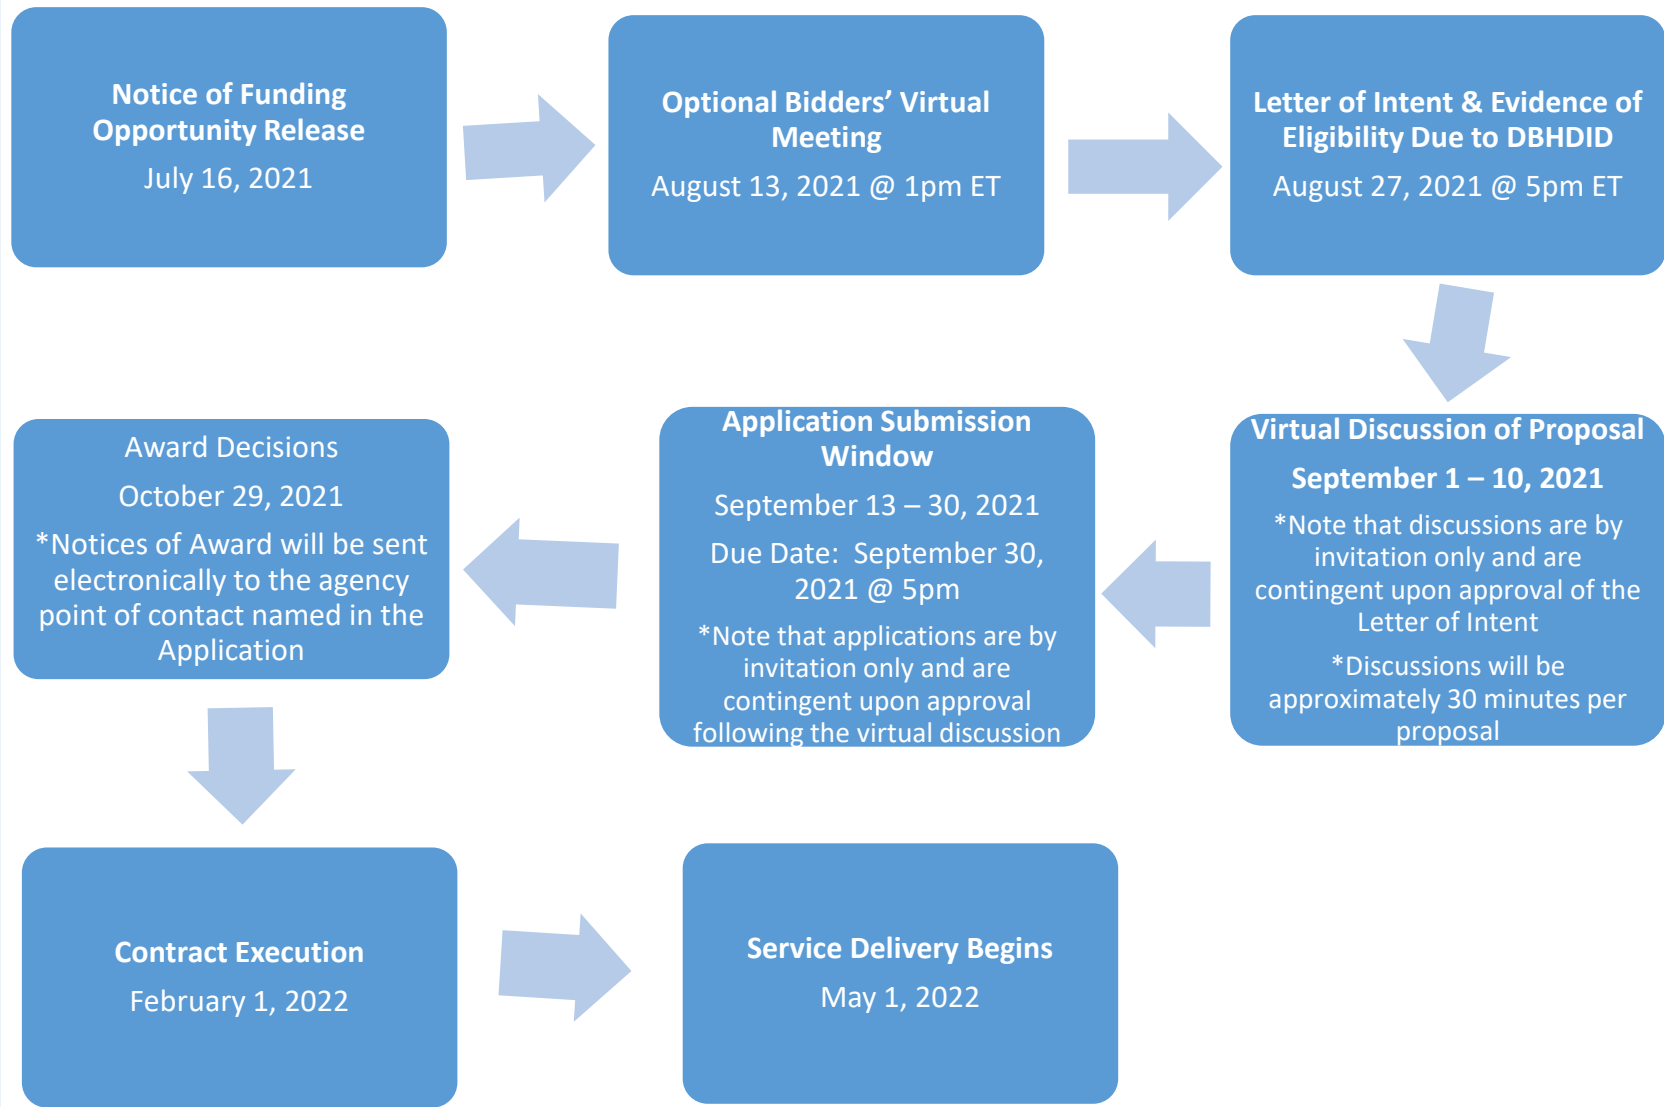 Notice of Funding
Opportunity Release
July 16, 2021
Optional Bidders’ Virtual
Meeting
August 13, 2021 @ 1pm ET
Letter of Intent & Evidence of
Eligibility Due to DBHDID
August 27, 2021 @ 5pm ET
Virtual Discussion of Proposal
September 1 – 10, 2021
*Note that discussions are by
invitation only and are
contingent upon approval of the
Letter of Intent
*Discussions will be
approximately 30 minutes per
proposal
Application Submission
Window
September 13 – 30, 2021
Due Date:  September 30,
2021 @ 5pm
*Note that applications are by
invitation only and are
contingent upon approval
following the virtual discussion
Award Decisions
October 29, 2021
*Notices of Award will be sent
electronically to the agency
point of contact named in the
Application
Contract Execution
February 1, 2022
Service Delivery Begins
May 1, 2022